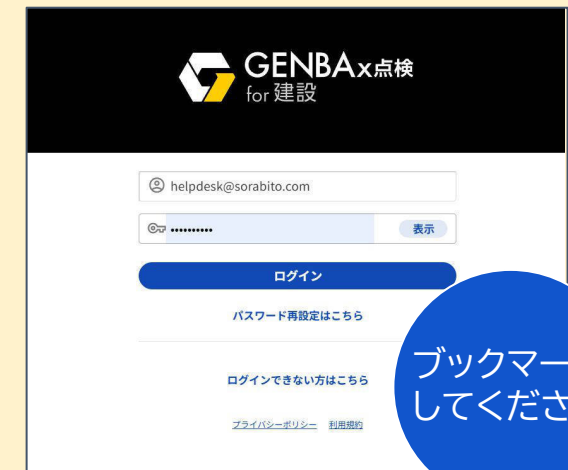 GENBAx点検
for 建設
helpdesk@sorabito.com
••••••••••
表示
ログイン
パスワード再設定はこちら
ログインできない方はこちら
プライバシーポリシー 利用規約
ブックマー
してくださ